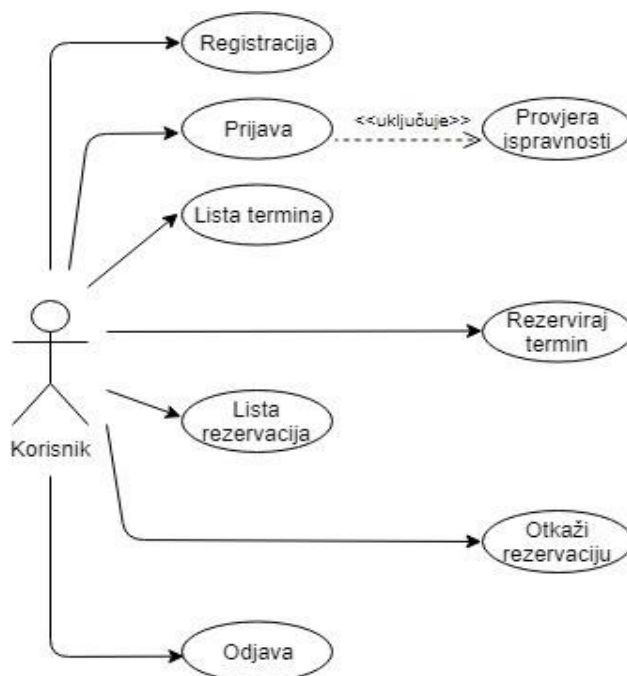 Registracija
Prijava
<<uključuje>>
Provjera
ispravnosti
Lista termina
Rezerviraj
termin
Lista
rezervacija
Korisnik
Otkaži
rezervaciju
Odjava